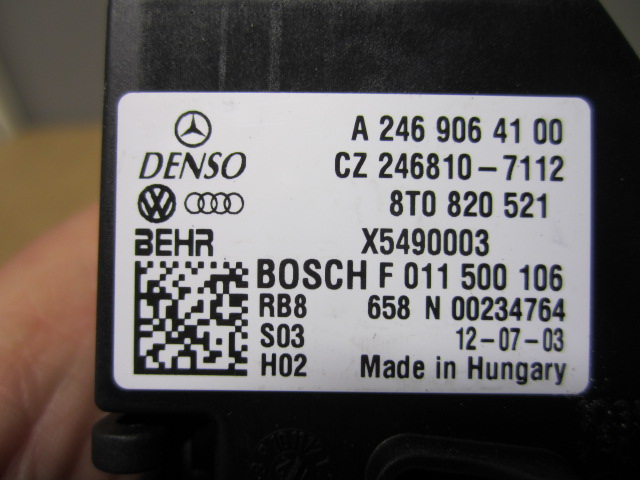 A 246 906 41 00
DENSO CZ 246810-7112
8T0 820 521
BEHR X5490003
BOSCH F 011 500 106
RB8 658 N 00234764
S03 12-07-03
H02 Made in Hungary